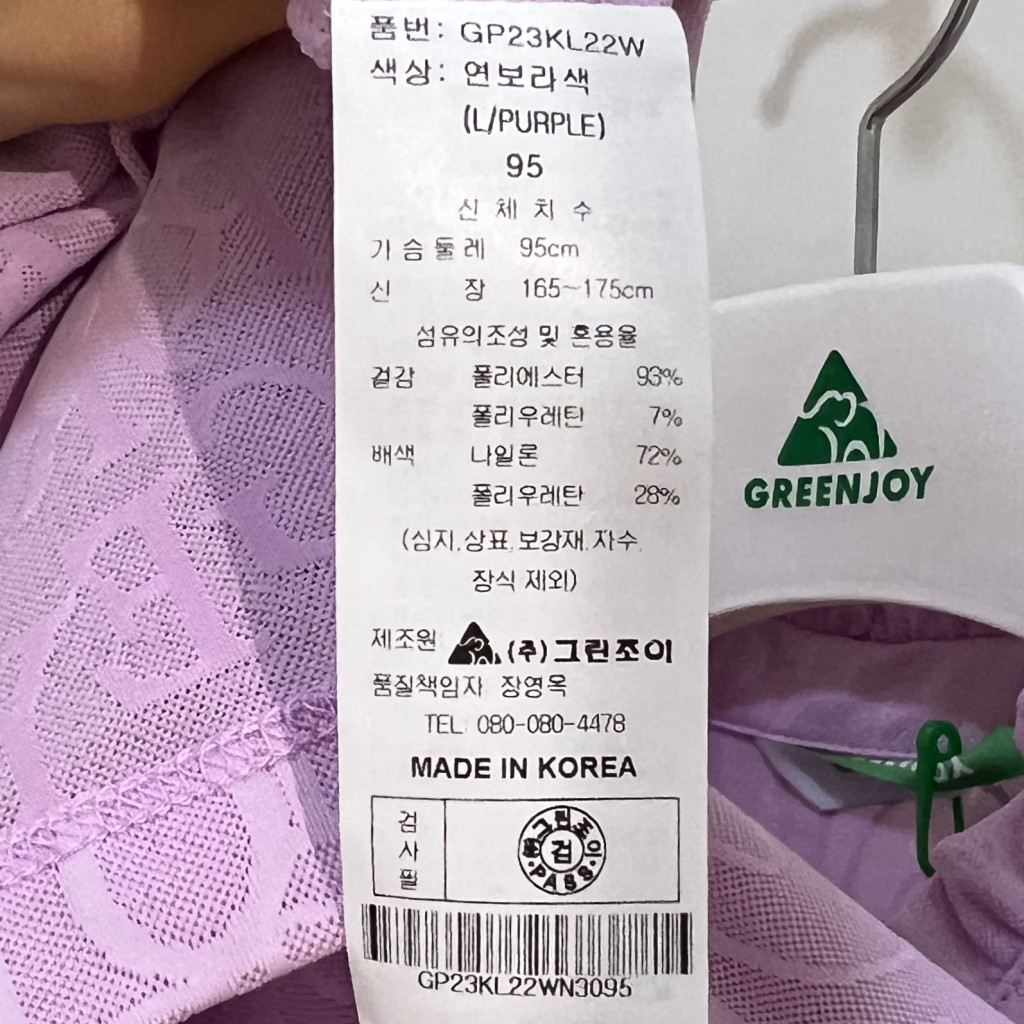 품번: GP23KL22W
색상: 연보라색
(L/PURPLE)
95
신 체 치 수
가슴둘레 95cm
신 장 165~175cm
섬유의조성 및 혼용율
겉감 폴리에스터 93%
폴리우레탄 7%
배색 나일론 72%
폴리우레탄 28%
(심지,상표,보강재,자수,
장식 제외)
제조원 (주)그린조이
품질책임자 장영옥
TEL: 080-080-4478
MADE IN KOREA
검사필
검
PASS
GP23KL22WN3095
GREENJOY